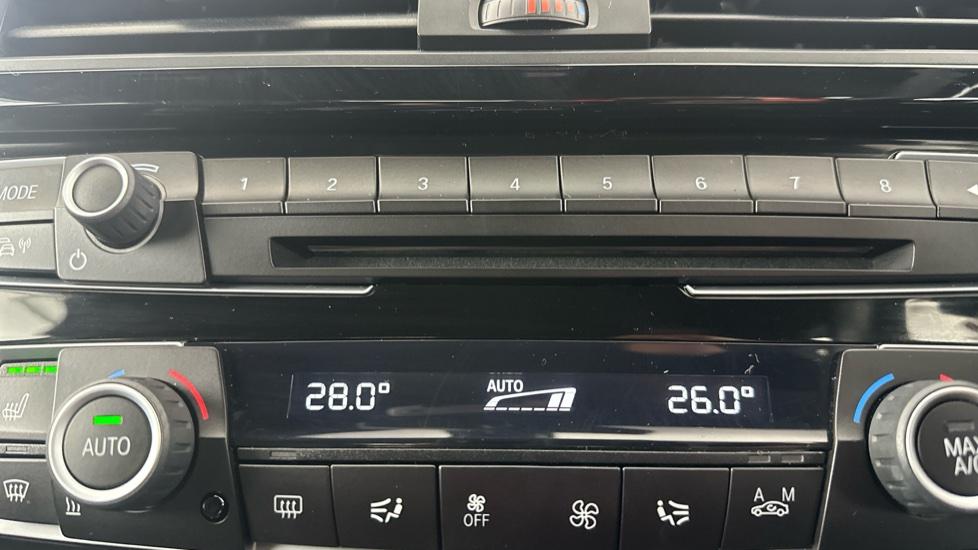 MODE 1 2 3 4 5 6 7 8
28.0° AUTO 26.0°
AUTO
MAX
A/C
OFF
A M